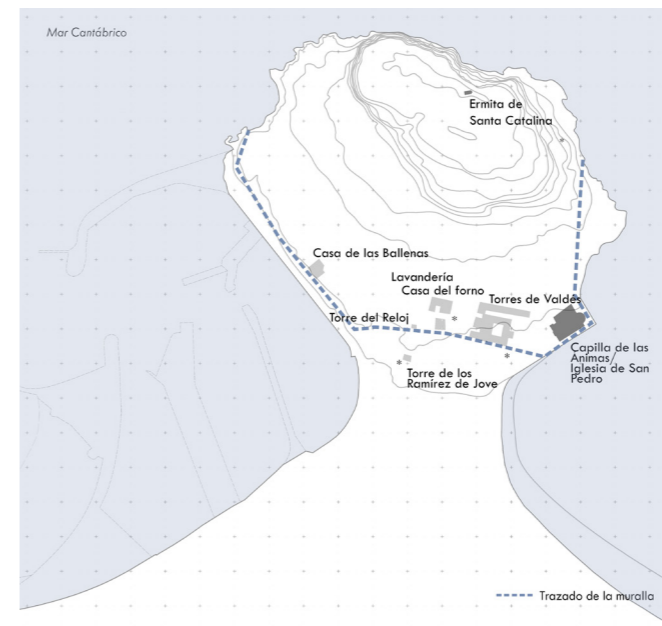 Mar Cantábrico
Ermita de
Santa Catalina
Casa de las Ballenas
Lavandería
Casa del forno
Torres de Valdés
Torre del Reloj
Capilla de las
Ánimas/
Iglesia de San
Pedro
Torre de los
Ramírez de Jove
Trazado de la muralla